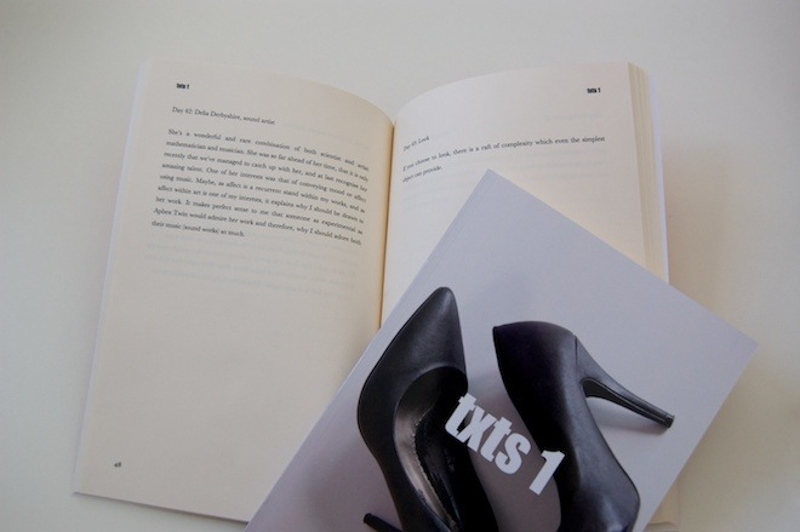 txts 1
Day 42: Delia Derbyshire, sound artist
She's a wonderful and rare combination of both scientist and artist,
mathematician and musician. She was so far ahead of her time, that it is only
recently that we've managed to catch up with her, and at last recognise her
amazing talent. One of her interests was that of conveying mood or affect
using music. Maybe, as affect is a recurrent stand within my works, and as
affect within art is one of my interests, it explains why I should be drawn to
her work. It makes perfect sense to me that someone as experimental as
Aphex Twin would admire her work and therefore, why I should adore both
their music (sound works) so much.
txts 1
Day Look
If you choose to look, there is a raft of complexity which even the simplest
object can provide.
txts 1